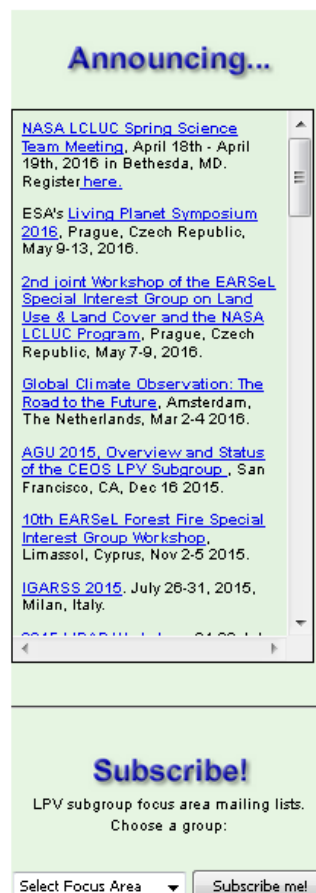 Announcing...
NASA LCLUC Spring Science
Team Meeting, April 18th - April
19th, 2016 in Bethesda, MD.
Register here.
ESA's Living Planet Symposium
2016, Prague, Czech Republic,
May 9-13, 2016.
2nd joint Workshop of the EARSeL
Special Interest Group on Land
Use & Land Cover and the NASA
LCLUC Program, Prague, Czech
Republic, May 7-9, 2016.
Global Climate Observation: The
Road to the Future, Amsterdam,
The Netherlands, Mar 2-4 2016.
AGU 2015, Overview and Status
of the CEOS LPV Subgroup , San
Francisco, CA, Dec 16 2015.
10th EARSeL Forest Fire Special
Interest Group Workshop,
Limassol, Cyprus, Nov 2-5 2015.
IGARSS 2015. July 26-31, 2015,
Milan, Italy.
Subscribe!
LPV subgroup focus area mailing lists.
Choose a group:
Select Focus Area Subscribe me!